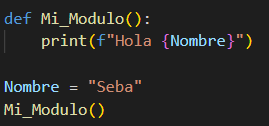 def Mi_Modulo():
    print(f"Hola {Nombre}")

Nombre = "Seba"
Mi_Modulo()